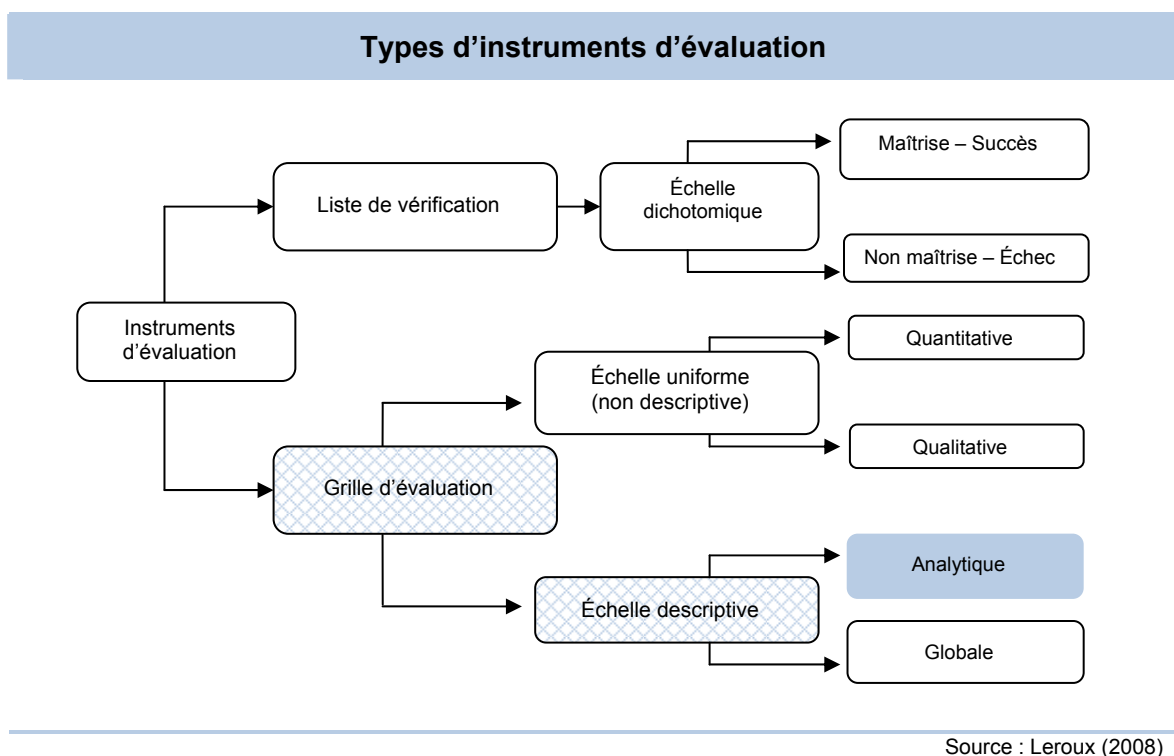 Types d’instruments d’évaluation
Maîtrise – Succès
Liste de vérification
Échelle
dichotomique
Non maîtrise – Échec
Instruments
d’évaluation
Quantitative
Échelle uniforme
(non descriptive)
Qualitative
Grille d’évaluation
Analytique
Échelle descriptive
Globale
Source : Leroux (2008)